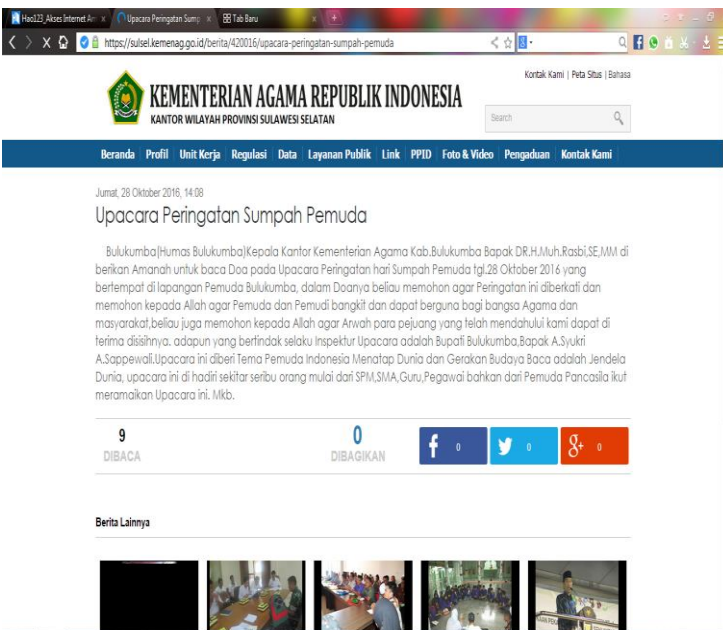 Hao123_Akses Internet Am
Upacara Peringatan Sump
Tab Baru
https://sulsel.kemenag.go.id/berita/420016/upacara-peringatan-sumpah-pemuda
Kontak Kami | Peta Situs | Bahasa
KEMENTERIAN AGAMA REPUBLIK INDONESIA
KANTOR WILAYAH PROVINSI SULAWESI SELATAN
Search
Beranda Profil Unit Kerja Regulasi Data Layanan Publik Link PPID Foto & Video Pengaduan Kontak Kami
Jumat, 28 Oktober 2016, 14:08
Upacara Peringatan Sumpah Pemuda
Bulukumba(Humas Bulukumba)Kepala Kantor Kementerian Agama Kab.Bulukumba Bapak DR.H.Muh.Rasbi,SE,MM di
berikan Amanah untuk baca Doa pada Upacara Peringatan hari Sumpah Pemuda tgl.28 Oktober 2016 yang
bertempat di lapangan Pemuda Bulukumba, dalam Doanya beliau memohon agar Peringatan ini diberkati dan
memohon kepada Allah agar Pemuda dan Pemudi bangkit dan dapat berguna bagi bangsa Agama dan
masyarakat,beliau juga memohon kepada Allah agar Arwah para pejuang yang telah mendahului kami dapat di
terima disisihnya. adapun yang bertindak selaku Inspektur Upacara adalah Bupati Bulukumba,Bapak A.Syukri
A.Sappewali.Upacara ini diberi Tema Pemuda Indonesia Menatap Dunia dan Gerakan Budaya Baca adalah Jendela
Dunia, upacara ini di hadiri sekitar seribu orang mulai dari SPM,SMA,Guru,Pegawai bahkan dari Pemuda Pancasila ikut
meramaikan Upacara ini. Mkb.
9
DIBACA
0
DIBAGIKAN
f 0
0
g+ 0
Berita Lainnya